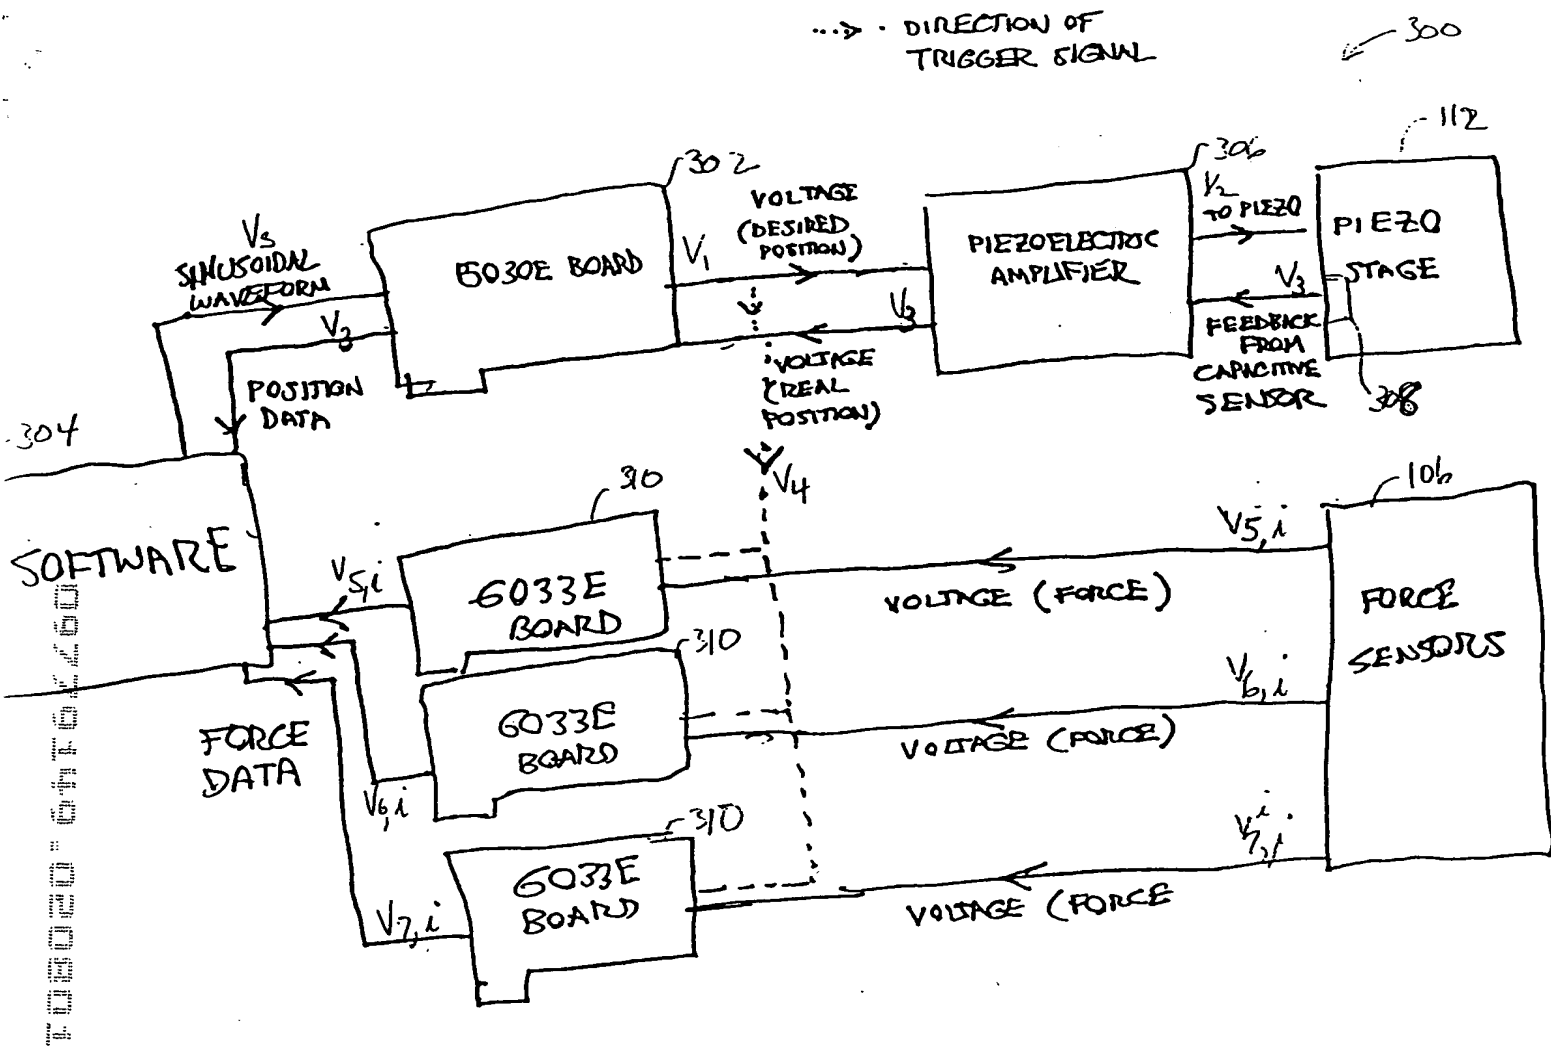 DIRECTION OF
TRIGGER SIGNAL
300
112
302
306
VOLTAGE
(DESIRED
POSITION)
V2
TO PIEZO
PIEZO
STAGE
Vs
SINUSOIDAL
WAVEFORM
6030E BOARD
V1
PIEZOELECTRIC
AMPLIFIER
V3
V3
V3
FEEDBACK
FROM
CAPACITIVE
SENSOR
308
POSITION
DATA
VOLTAGE
(REAL
POSITION)
304
310
V4
106
SOFTWARE
V5,i
6033E
BOARD
V5,i
VOLTAGE (FORCE)
FORCE
SENSORS
310
6033E
BOARD
V6,i
VOLTAGE (FORCE)
FORCE
DATA
V6,i
310
6033E
BOARD
V7,i
V7,i
VOLTAGE (FORCE